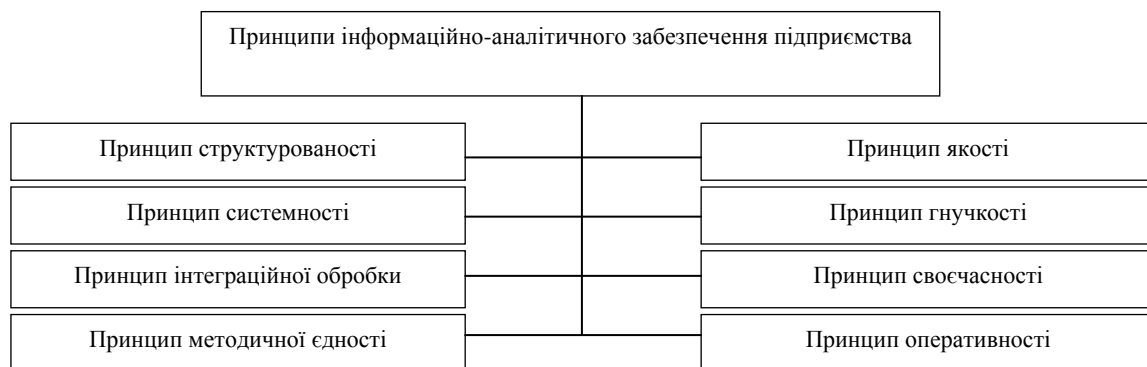 Принципи інформаційно-аналітичного забезпечення підприємства
Принцип структурованості
Принцип якості
Принцип системності
Принцип гнучкості
Принцип інтеграційної обробки
Принцип своєчасності
Принцип методичної єдності
Принцип оперативності